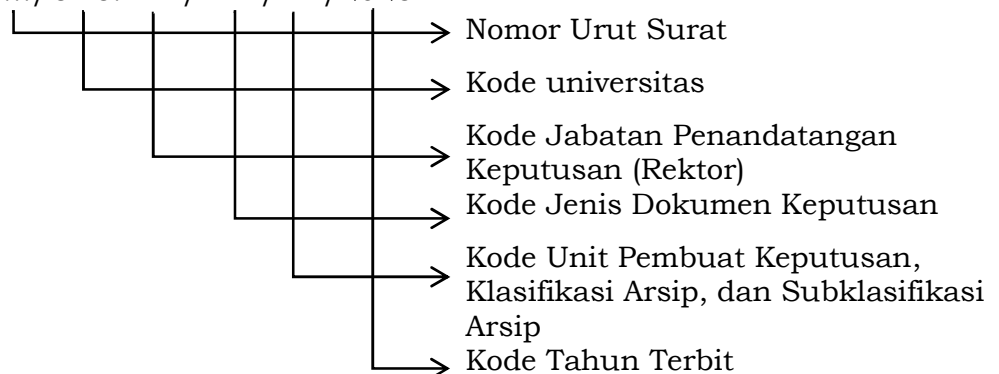 Nomor Urut Surat
Kode universitas
Kode Jabatan Penandatangan
Keputusan (Rektor)
Kode Jenis Dokumen Keputusan
Kode Unit Pembuat Keputusan,
Klasifikasi Arsip, dan Subklasifikasi
Arsip
Kode Tahun Terbit